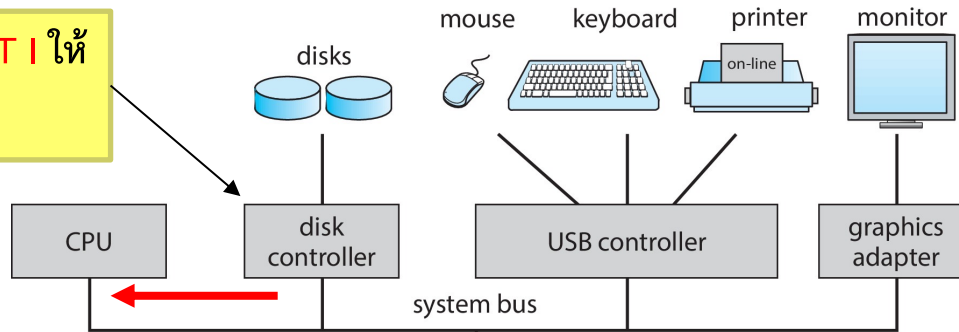 T I ให้
disks
mouse
keyboard
printer
monitor
on-line
CPU
disk
controller
USB controller
graphics
adapter
system bus